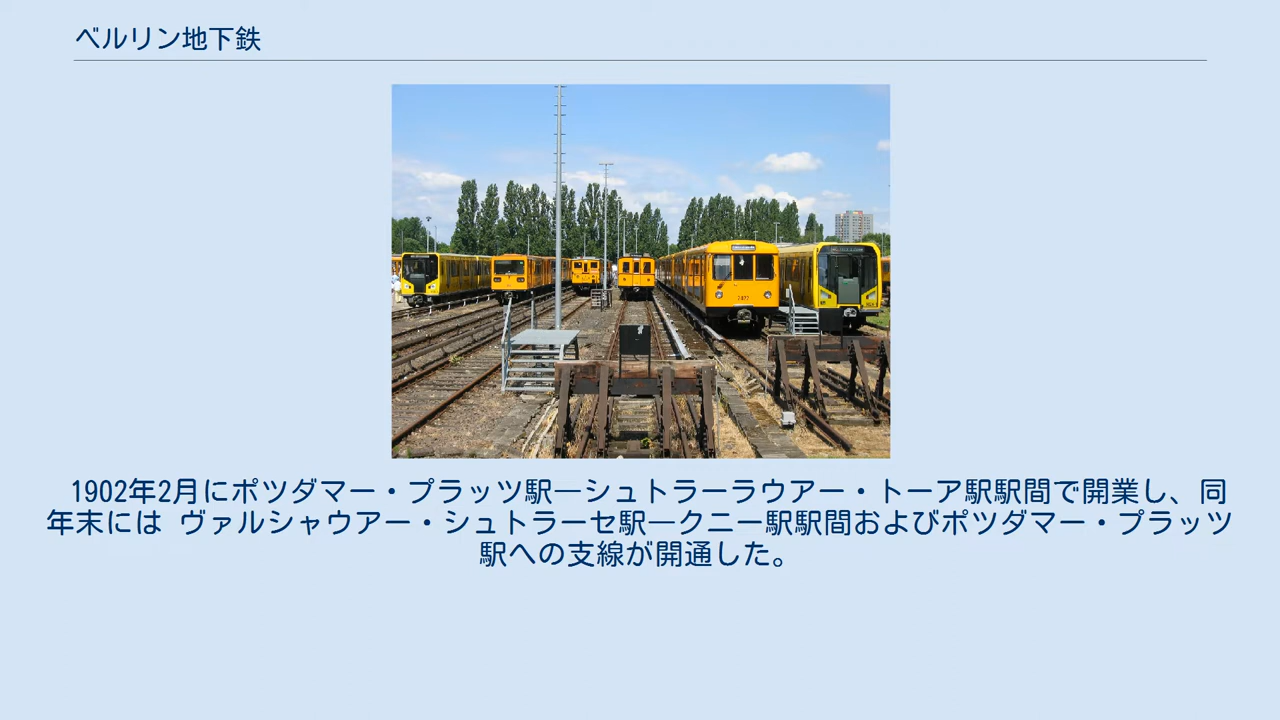 ベルリン地下鉄
1902年2月にポツダマー・プラッツ駅―シュトラーラウアー・トーア駅駅間で開業し、同
年末には ヴァルシャウアー・シュトラーセ駅―クニー駅駅間およびポツダマー・プラッツ
駅への支線が開通した。